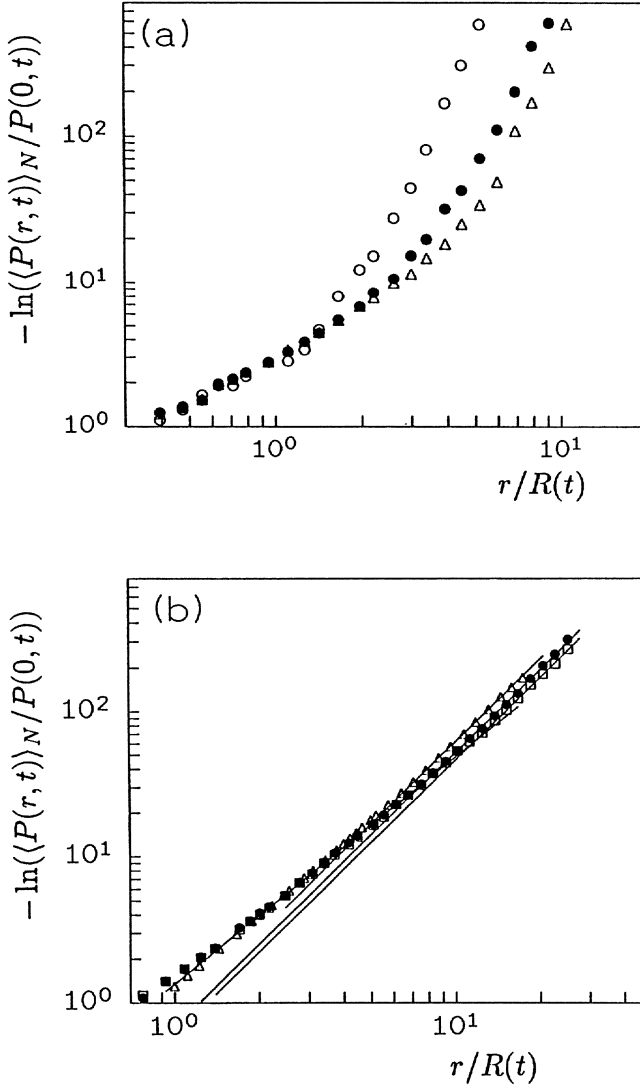 (a)
− ln(⟨P(r,t)⟩_N/P(0,t))
10^2
10^1
10^0
10^0 10^1
r/R(t)
(b)
− ln(⟨P(r,t)⟩_N/P(0,t))
10^2
10^1
10^0
10^0 10^1
r/R(t)